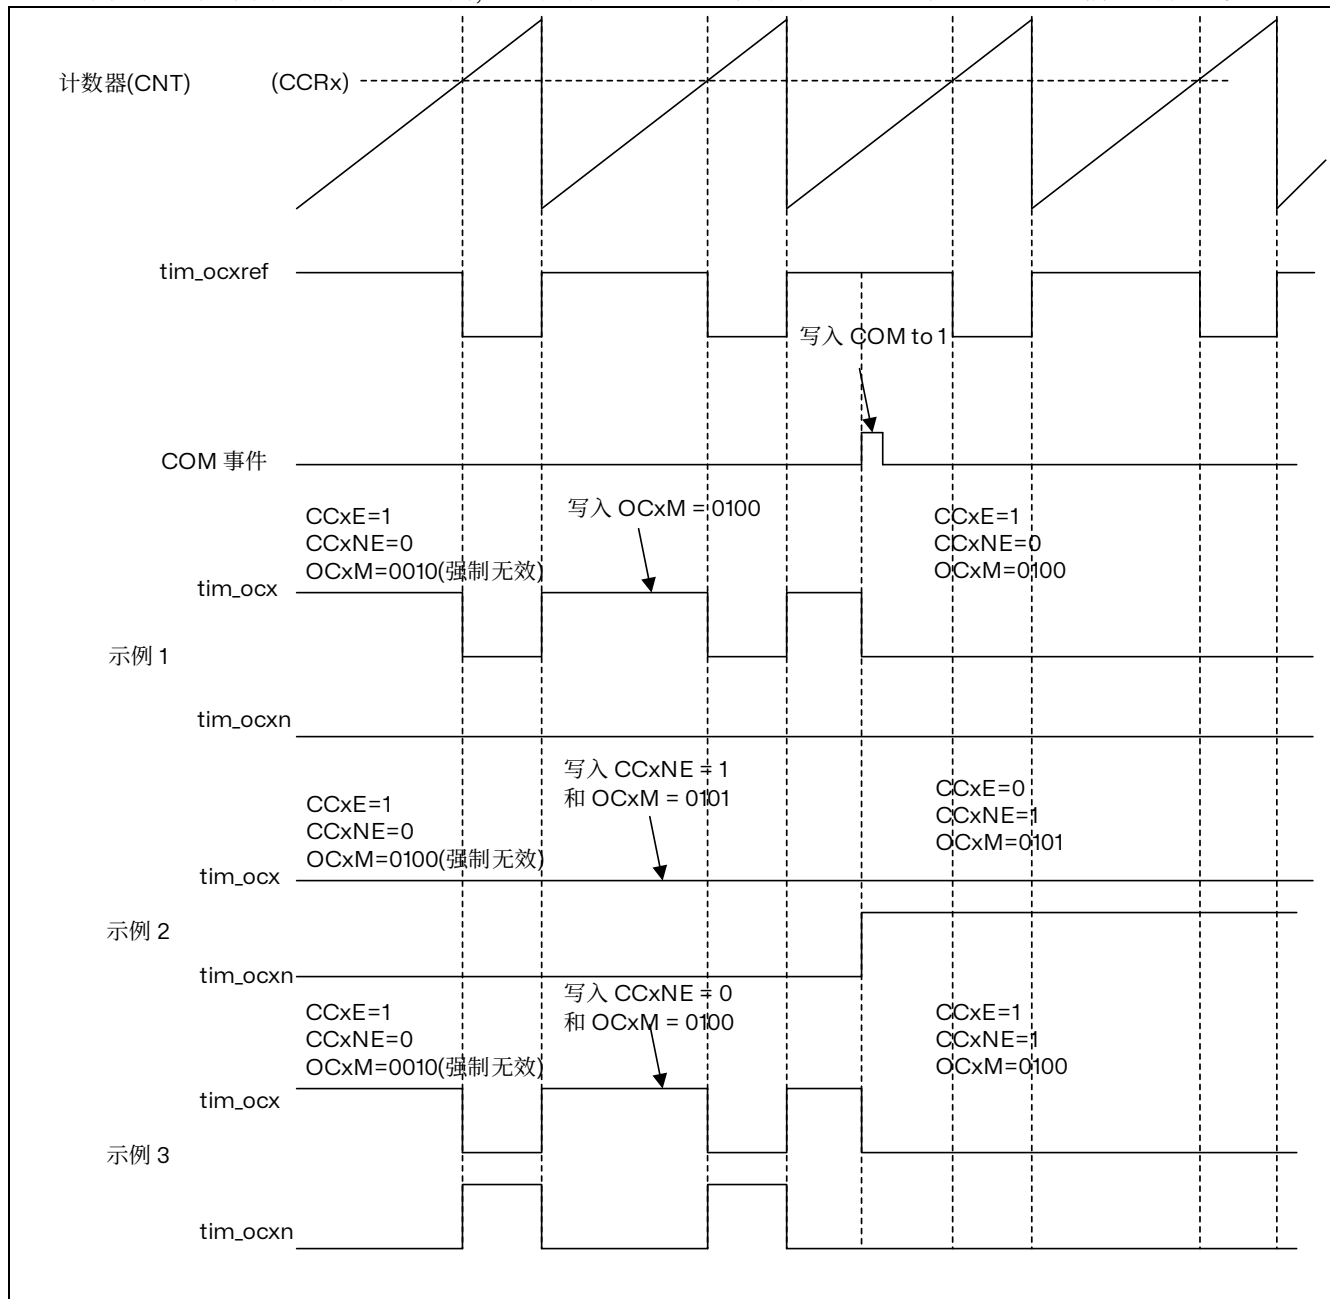 计数器(CNT) (CCRx)
tim_ocxref
写入 COM to 1
COM 事件
CCxE=1
CCxNE=0
OCxM=0010(强制无效)
写入 OCxM = 0100
CCxE=1
CCxNE=0
OCxM=0100
tim_ocx
示例 1
tim_ocxn
CCxE=1
CCxNE=0
OCxM=0100(强制无效)
写入 CCxNE = 1
和 OCxM = 0101
CCxE=0
CCxNE=1
OCxM=0101
tim_ocx
示例 2
tim_ocxn
CCxE=1
CCxNE=0
OCxM=0010(强制无效)
写入 CCxNE = 0
和 OCxM = 0100
CCxE=1
CCxNE=1
OCxM=0100
tim_ocx
示例 3
tim_ocxn